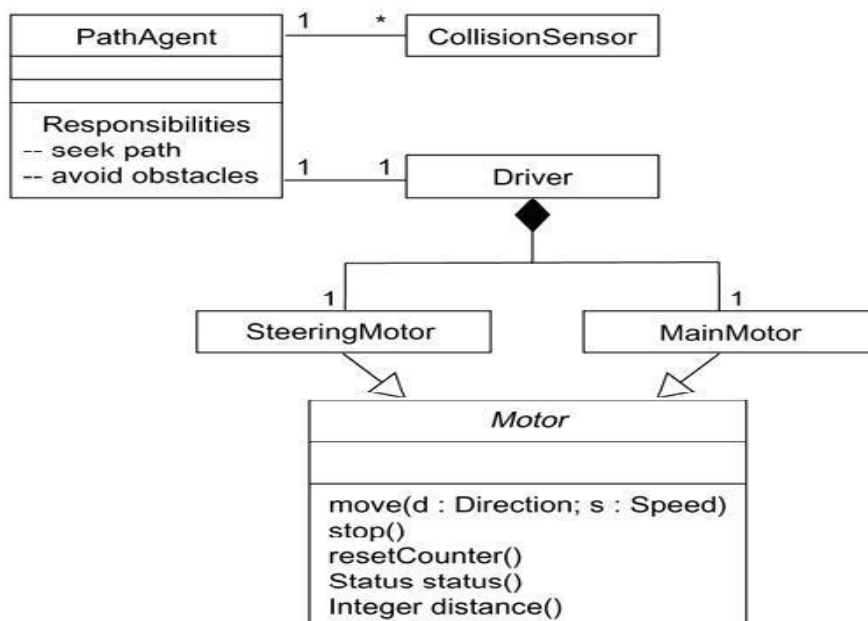 PathAgent
1
*
CollisionSensor
Responsibilities
-- seek path
-- avoid obstacles
1
1
Driver
1
1
SteeringMotor
MainMotor
Motor
move(d : Direction; s : Speed)
stop()
resetCounter()
Status status()
Integer distance()